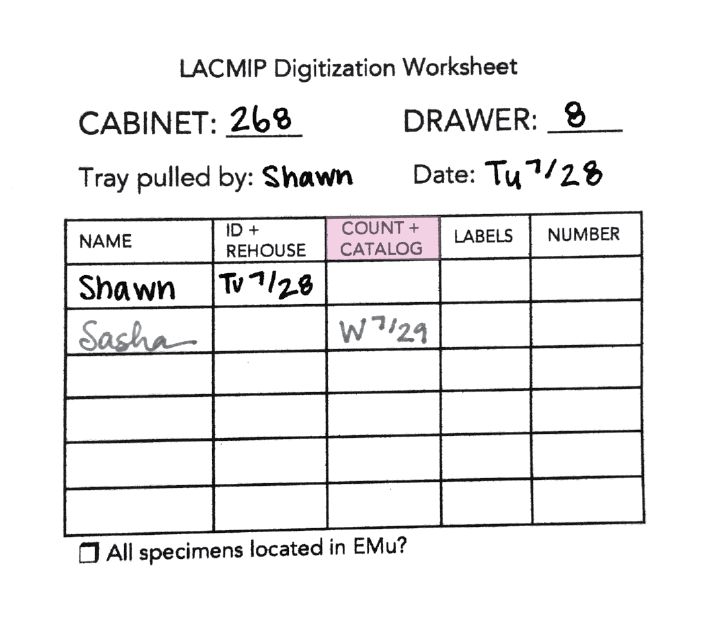 LACMIP Digitization Worksheet
CABINET: 268 DRAWER: 8
Tray pulled by: Shawn Date: Tu 7/28
NAME ID + REHOUSE COUNT + CATALOG LABELS NUMBER
Shawn Tu 7/28
Sasha W 7/29
All specimens located in EMu?